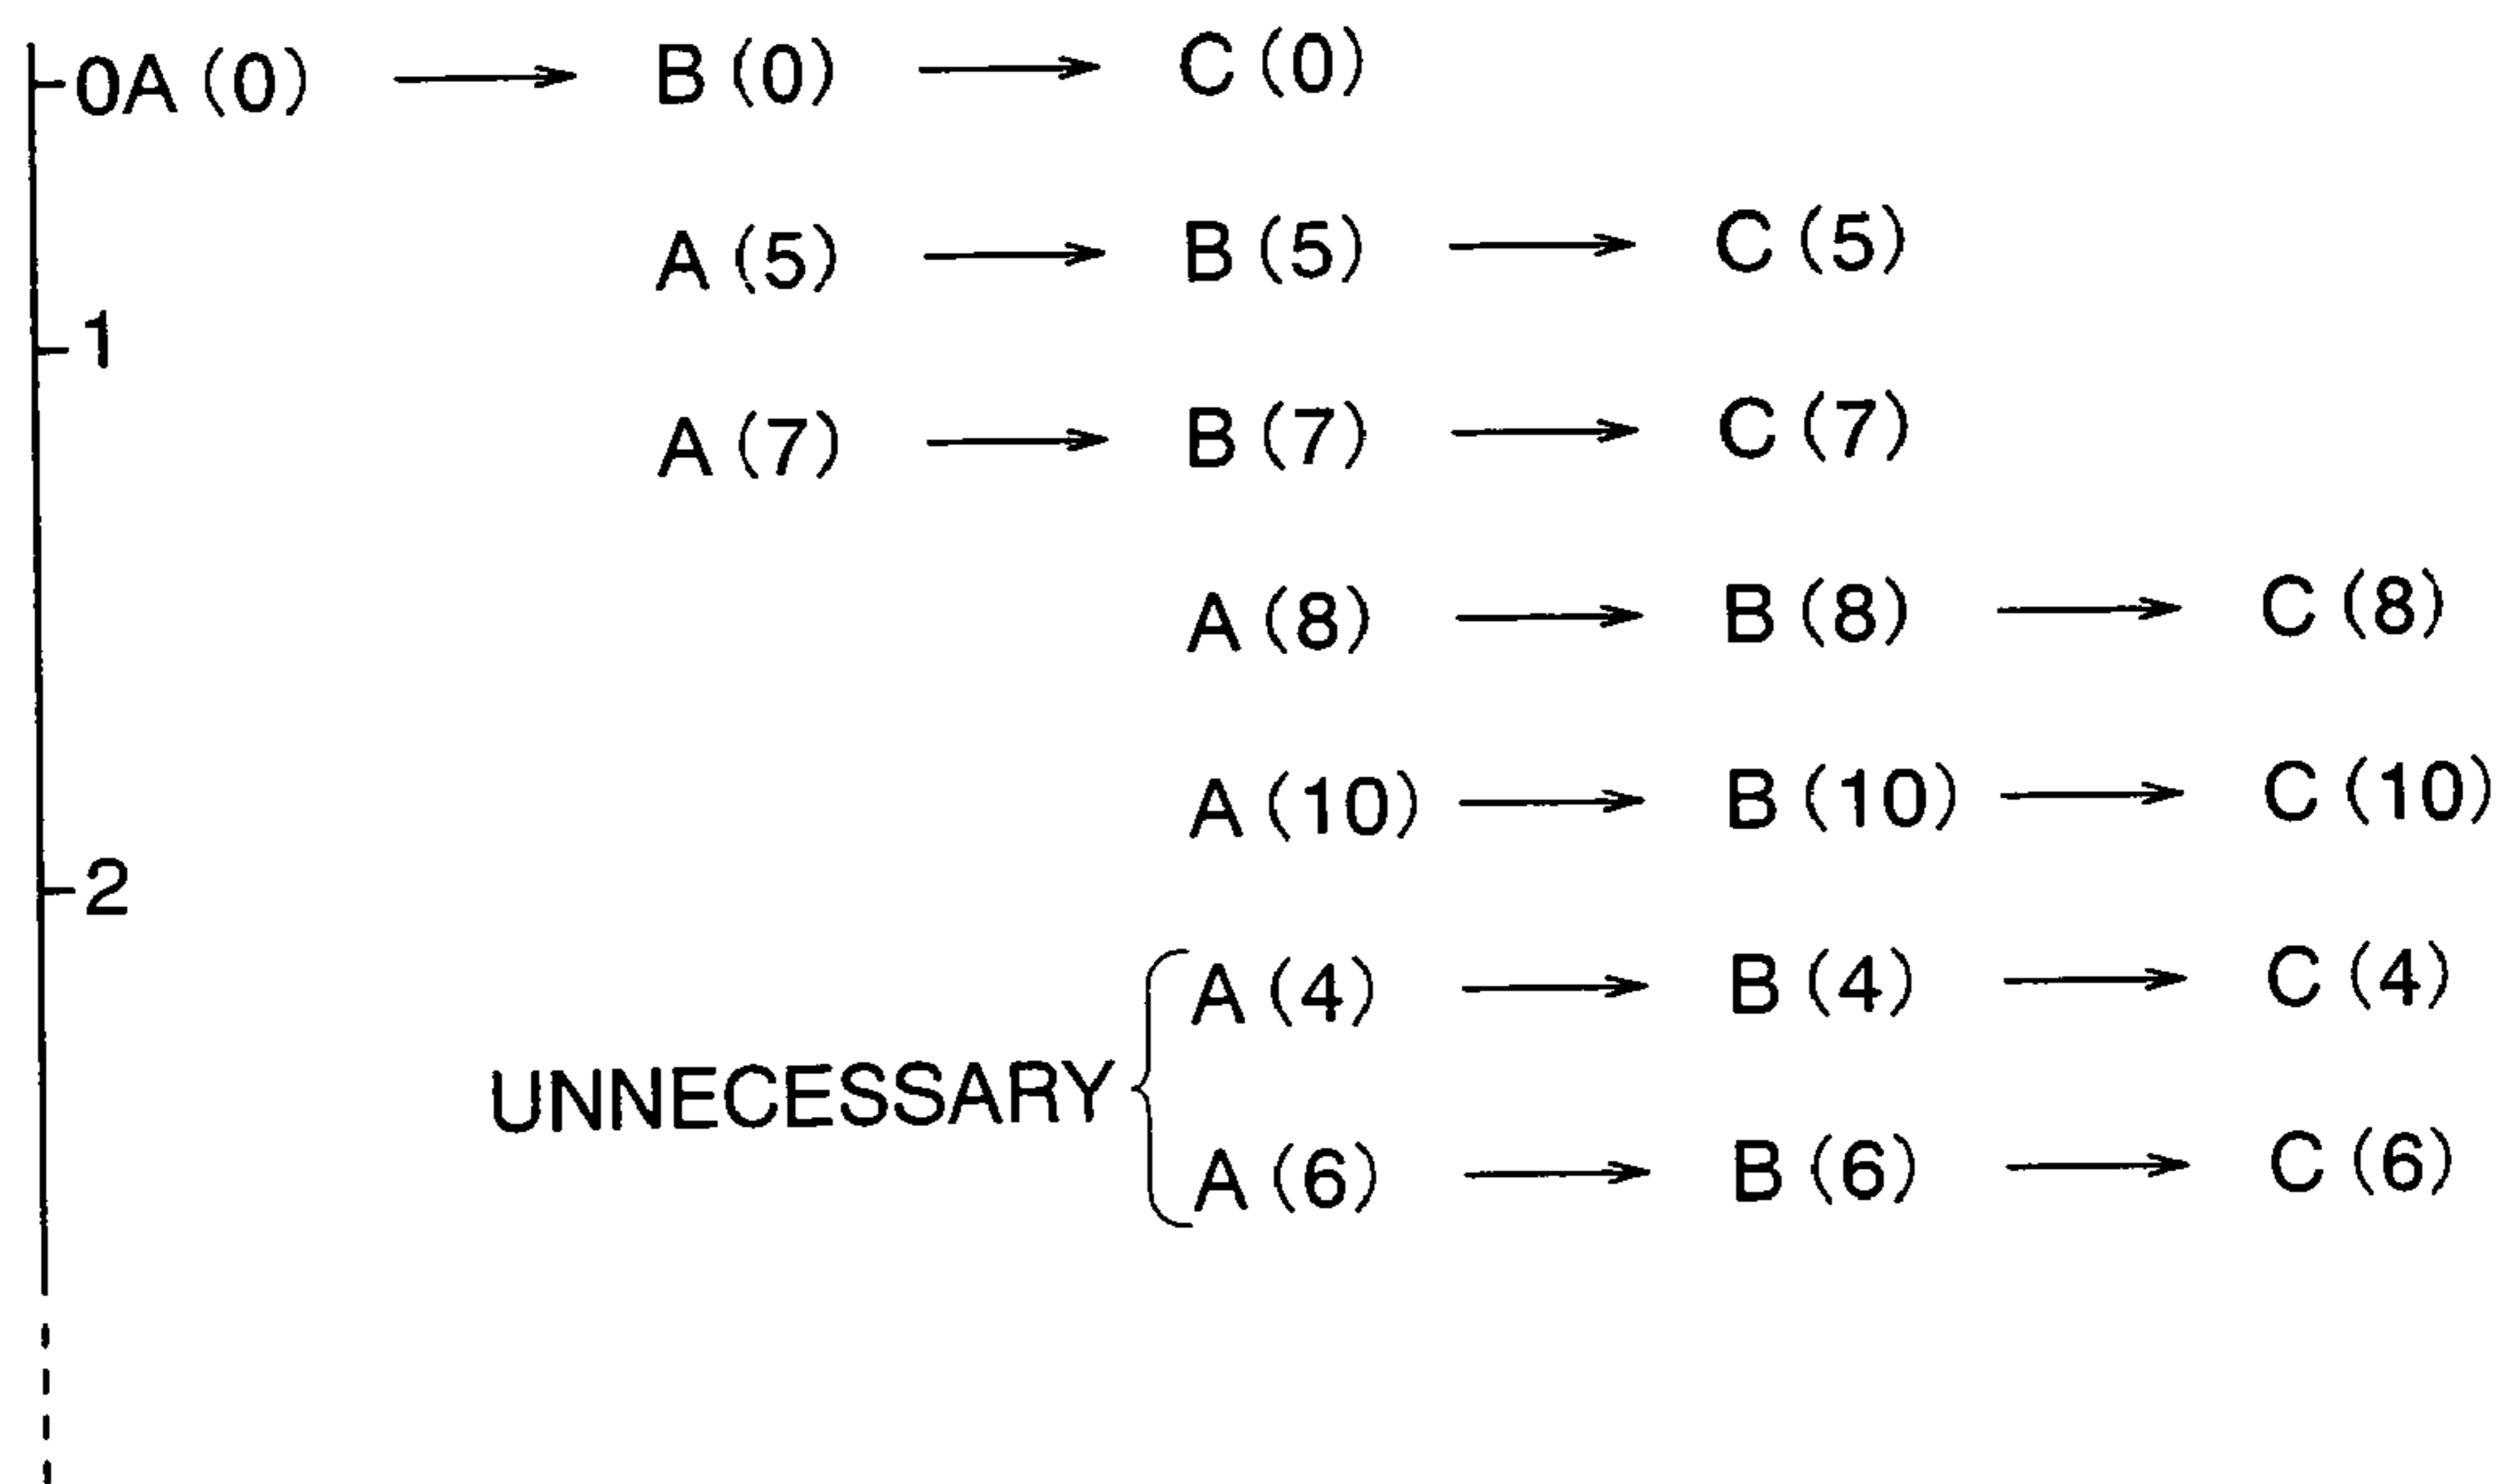 0A (0) → B (0) → C (0)
A (5) → B (5) → C (5)
1
A (7) → B (7) → C (7)
A (8) → B (8) → C (8)
A (10) → B (10) → C (10)
2
A (4) → B (4) → C (4)
UNNECESSARY
A (6) → B (6) → C (6)